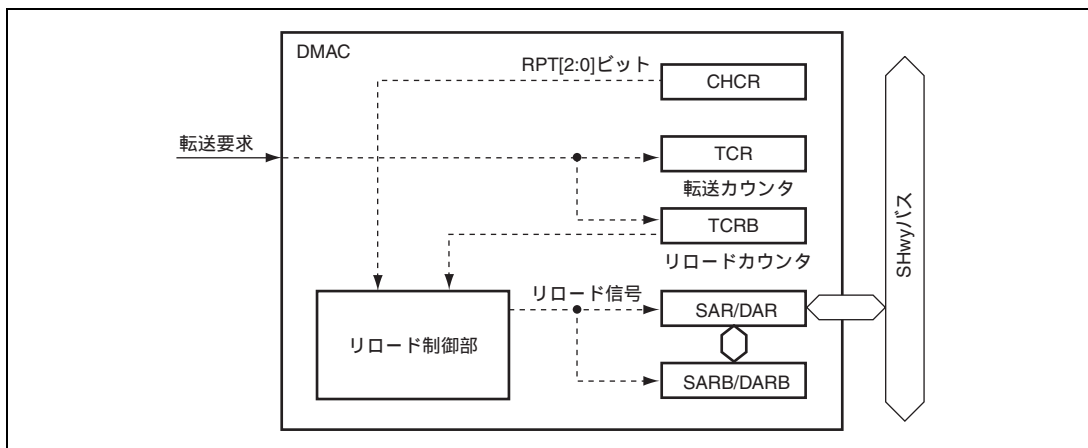 DMAC
RPT[2:0]ビット
CHCR
転送要求
TCR
転送カウンタ
TCRB
リロードカウンタ
リロード信号
SAR/DAR
リロード制御部
SARB/DARB
SHwyバス